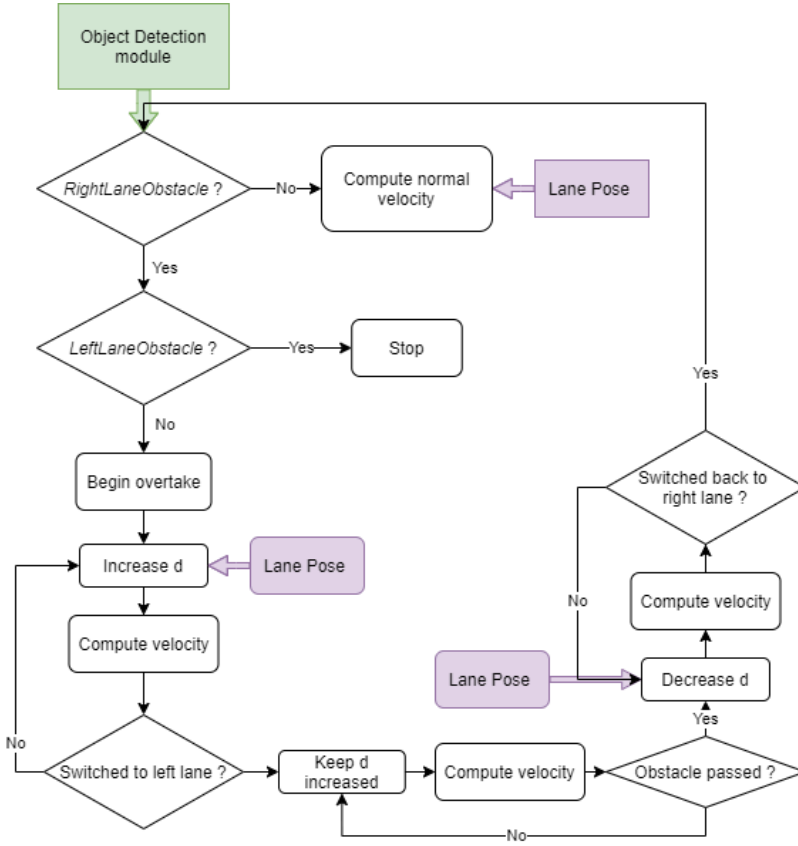 Object Detection
module
RightLaneObstacle ?
No
Compute normal
velocity
Lane Pose
Yes
LeftLaneObstacle ?
Yes
Stop
No
Begin overtake
Increase d
Lane Pose
Compute velocity
No
Switched to left lane ?
Keep d
increased
Compute velocity
Obstacle passed ?
No
Yes
Lane Pose
Decrease d
Compute velocity
No
Switched back to
right lane ?
Yes